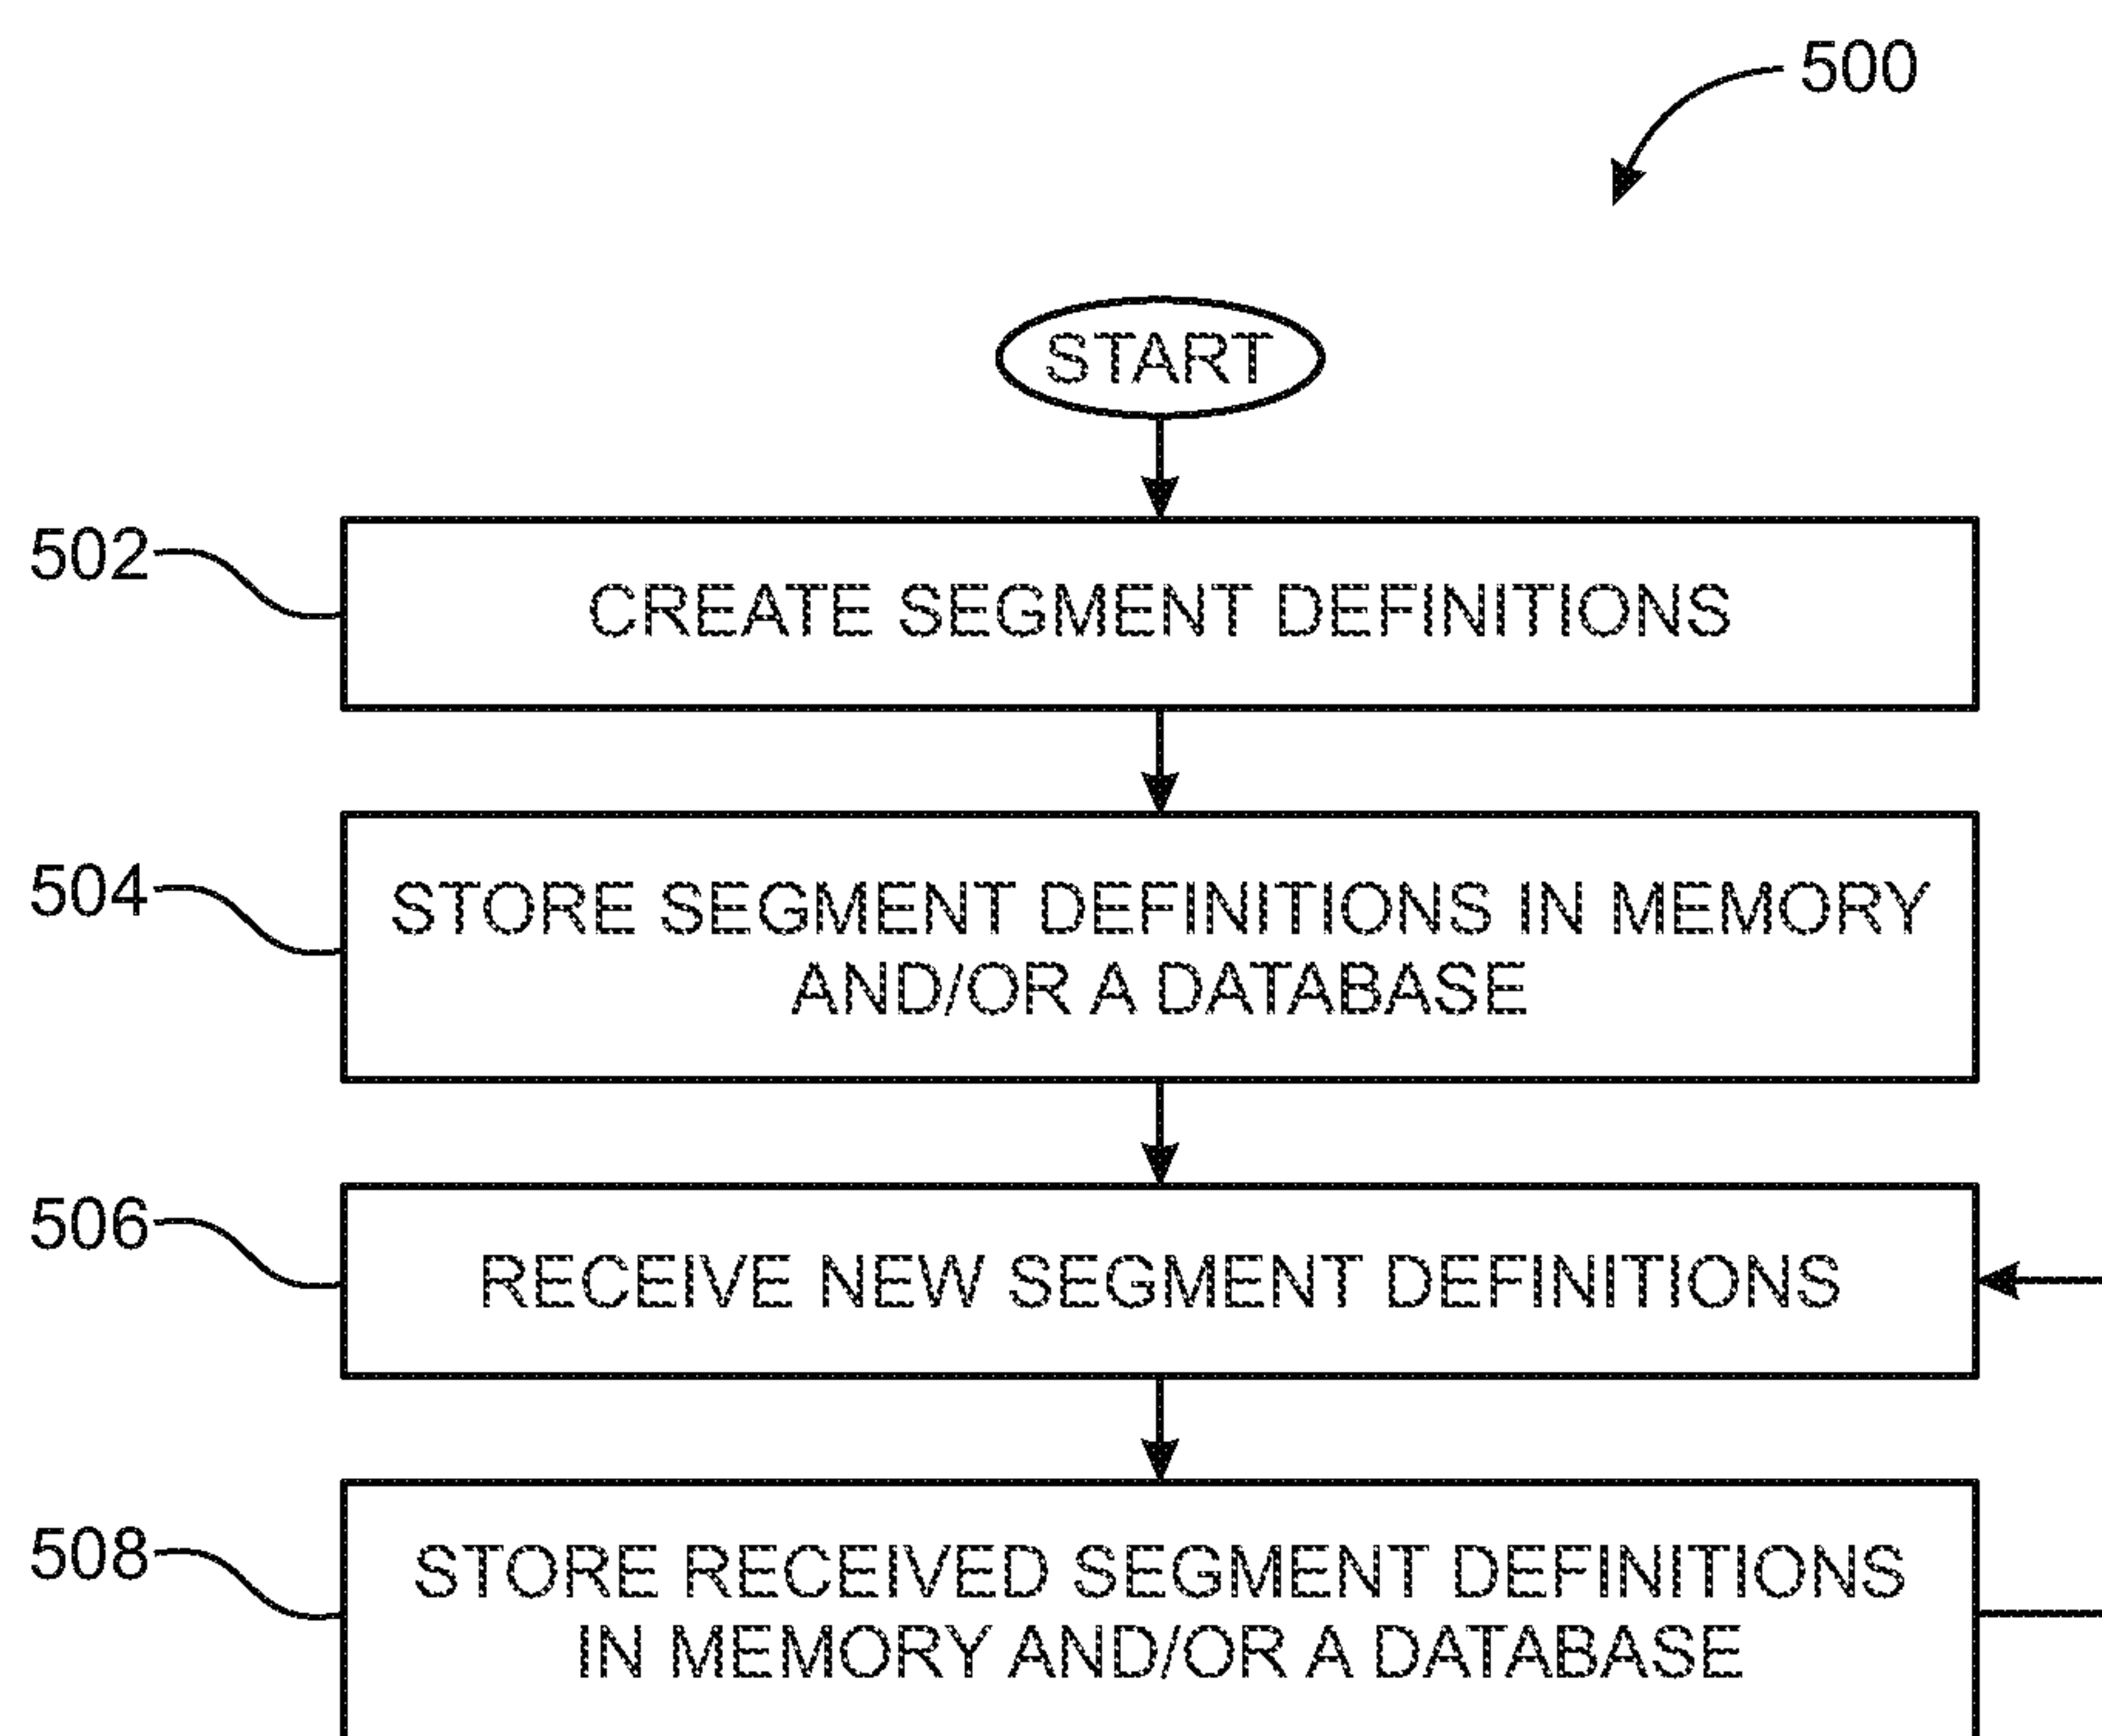 500
START
502
CREATE SEGMENT DEFINITIONS
504
STORE SEGMENT DEFINITIONS IN MEMORY
AND/OR A DATABASE
506
RECEIVE NEW SEGMENT DEFINITIONS
508
STORE RECEIVED SEGMENT DEFINITIONS
IN MEMORY AND/OR A DATABASE